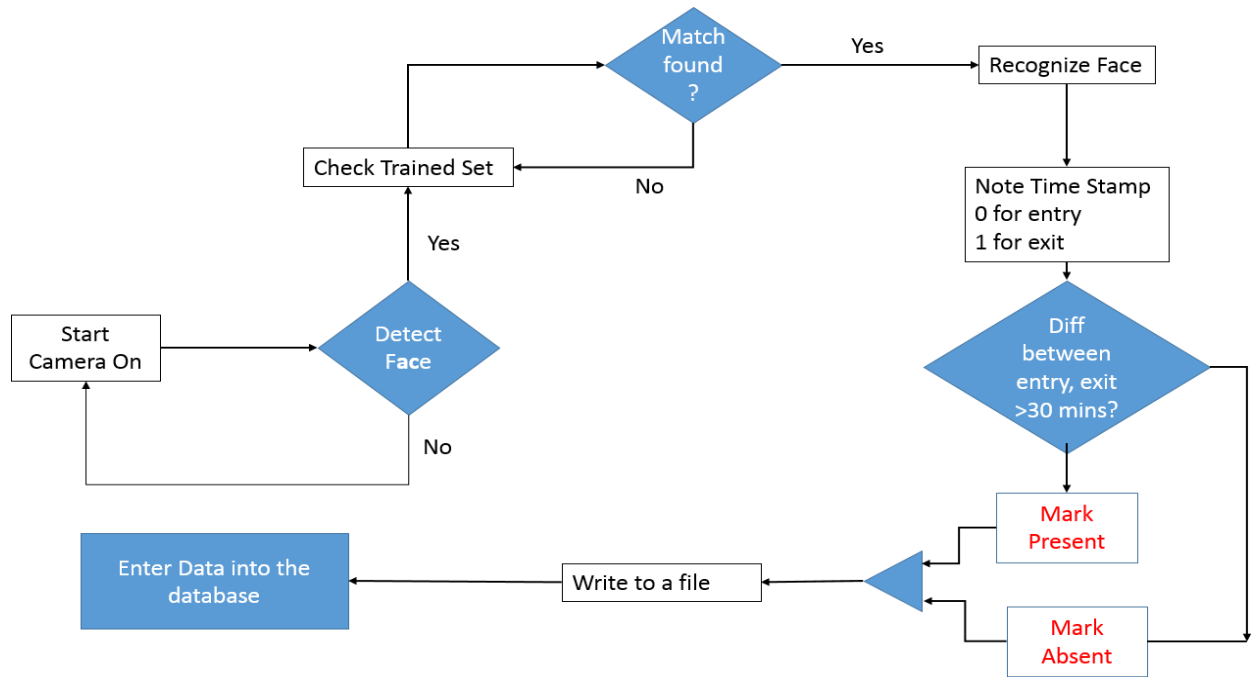 Match
found
?
Yes
Recognize Face
Check Trained Set
No
Note Time Stamp
0 for entry
1 for exit
Yes
Start
Camera On
Detect
Face
Diff
between
entry, exit
>30 mins?
No
Mark
Present
Enter Data into the
database
Write to a file
Mark
Absent